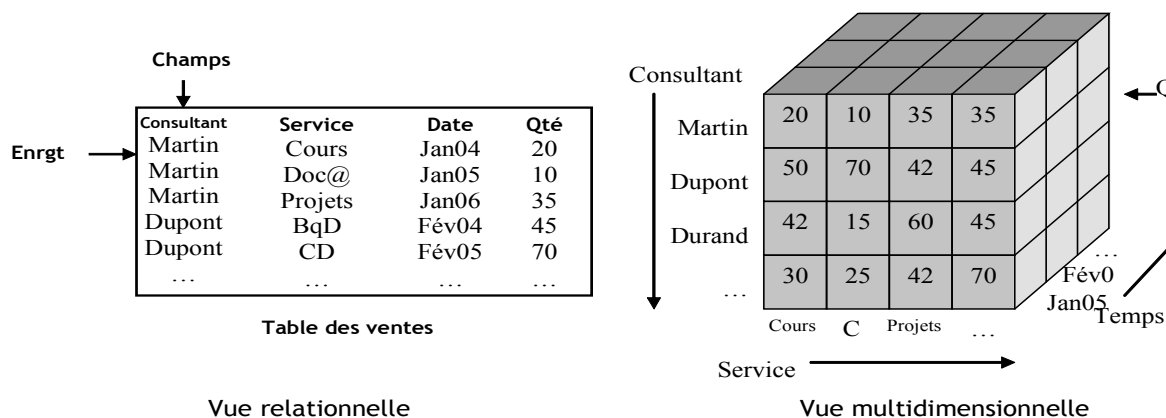 Champs
Enrgt
Consultant Service Date Qté
Martin Cours Jan04 20
Martin Doc@ Jan05 10
Martin Projets Jan06 35
Dupont BqD Fév04 45
Dupont CD Fév05 70
... ... ... ...
Table des ventes
Vue relationnelle
Consultant
Q
Martin 20 10 35 35
Dupont 50 70 42 45
Durand 42 15 60 45
... 30 25 42 70
...
Fév0
Jan05
Temps
Cours C Projets ...
Service
Vue multidimensionnelle